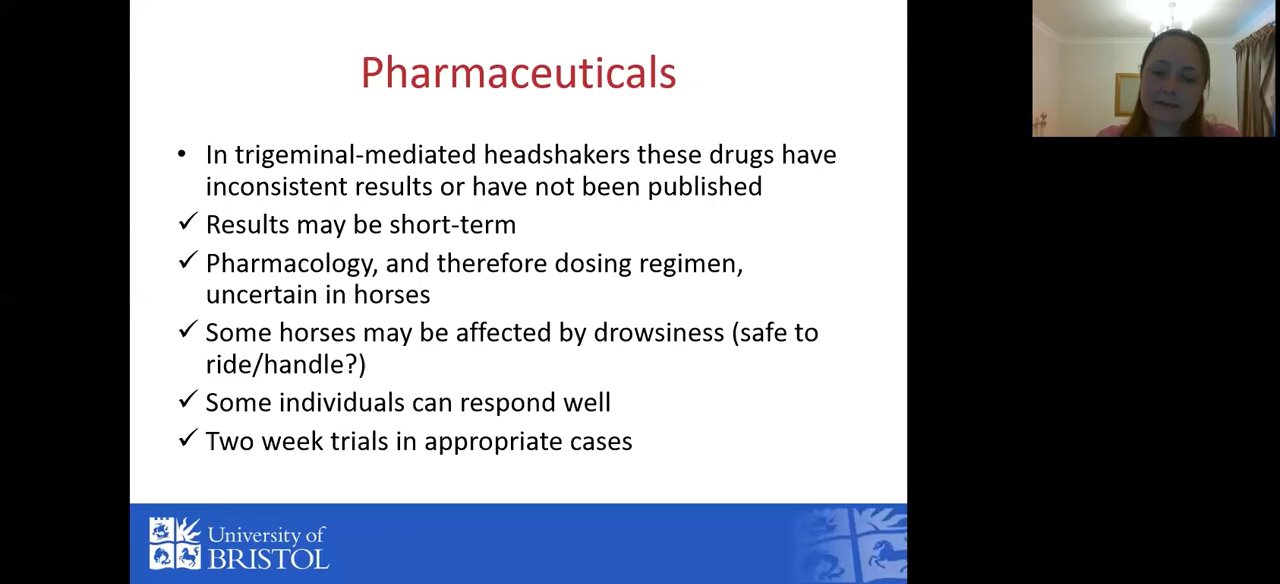 Pharmaceuticals
• In trigeminal-mediated headshakers these drugs have
inconsistent results or have not been published
✓ Results may be short-term
✓ Pharmacology, and therefore dosing regimen,
uncertain in horses
✓ Some horses may be affected by drowsiness (safe to
ride/handle?)
✓ Some individuals can respond well
✓ Two week trials in appropriate cases
University of
BRISTOL